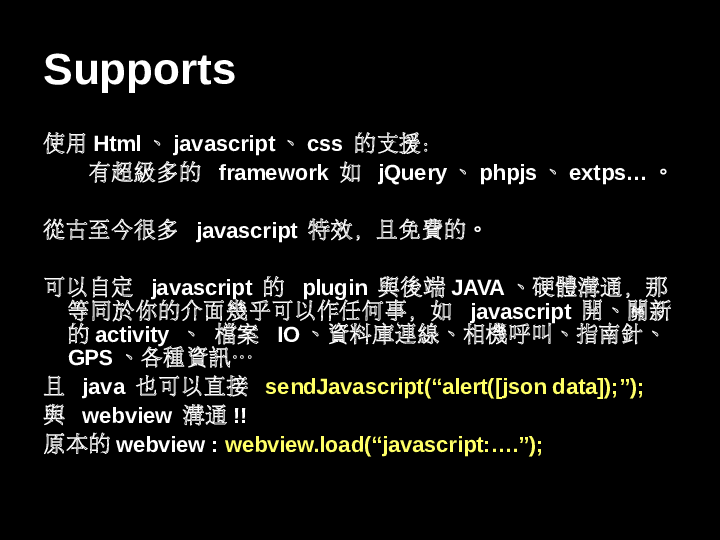 Supports
使用 Html 、 javascript 、 css 的支援：
有超級多的 framework 如 jQuery 、 phpjs 、 extps… 。
從古至今很多 javascript 特效，且免費的。
可以自定 javascript 的 plugin 與後端 JAVA 、硬體溝通，那
等同於你的介面幾乎可以作任何事，如 javascript 開、關新
的 activity 、 檔案 IO 、資料庫連線、相機呼叫、指南針、
GPS 、各種資訊…
且 java 也可以直接 send.Javascript(“alert([json data]);”);
與 webview 溝通 !!
原本的 webview : webview.load(“javascript:….”);